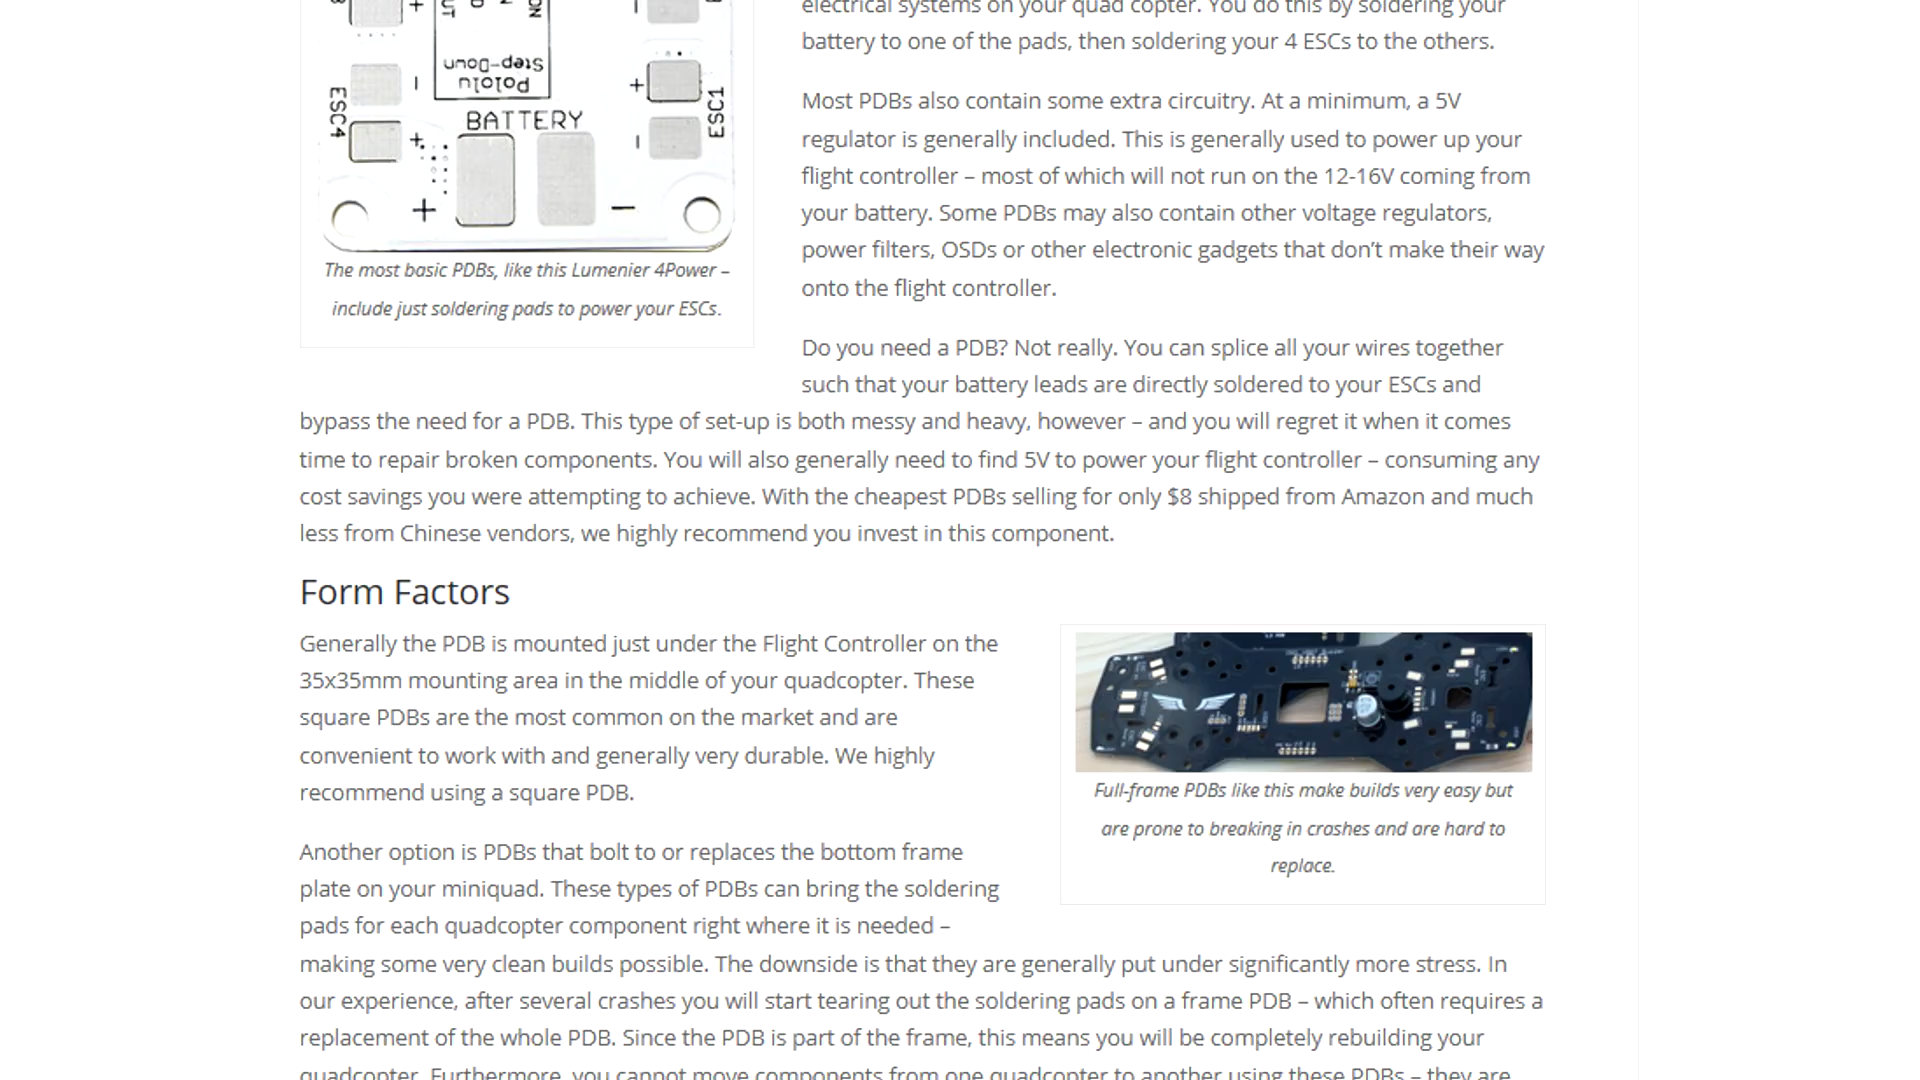 ESC4
Step-Down
Pololu
ESC1
BATTERY
+
−
The most basic PDBs, like this Lumenier 4Power –
include just soldering pads to power your ESCs.
electrical systems on your quad copter. You do this by soldering your
battery to one of the pads, then soldering your 4 ESCs to the others.
Most PDBs also contain some extra circuitry. At a minimum, a 5V
regulator is generally included. This is generally used to power up your
flight controller – most of which will not run on the 12-16V coming from
your battery. Some PDBs may also contain other voltage regulators,
power filters, OSDs or other electronic gadgets that don’t make their way
onto the flight controller.
Do you need a PDB? Not really. You can splice all your wires together
such that your battery leads are directly soldered to your ESCs and
bypass the need for a PDB. This type of set-up is both messy and heavy, however – and you will regret it when it comes
time to repair broken components. You will also generally need to find 5V to power your flight controller – consuming any
cost savings you were attempting to achieve. With the cheapest PDBs selling for only $8 shipped from Amazon and much
less from Chinese vendors, we highly recommend you invest in this component.
Form Factors
Generally the PDB is mounted just under the Flight Controller on the
35x35mm mounting area in the middle of your quadcopter. These
square PDBs are the most common on the market and are
convenient to work with and generally very durable. We highly
recommend using a square PDB.
Full-frame PDBs like this make builds very easy but
are prone to breaking in crashes and are hard to
replace.
Another option is PDBs that bolt to or replaces the bottom frame
plate on your miniquad. These types of PDBs can bring the soldering
pads for each quadcopter component right where it is needed –
making some very clean builds possible. The downside is that they are generally put under significantly more stress. In
our experience, after several crashes you will start tearing out the soldering pads on a frame PDB – which often requires a
replacement of the whole PDB. Since the PDB is part of the frame, this means you will be completely rebuilding your
quadcopter. Furthermore, you cannot move components from one quadcopter to another using these PDBs – they are